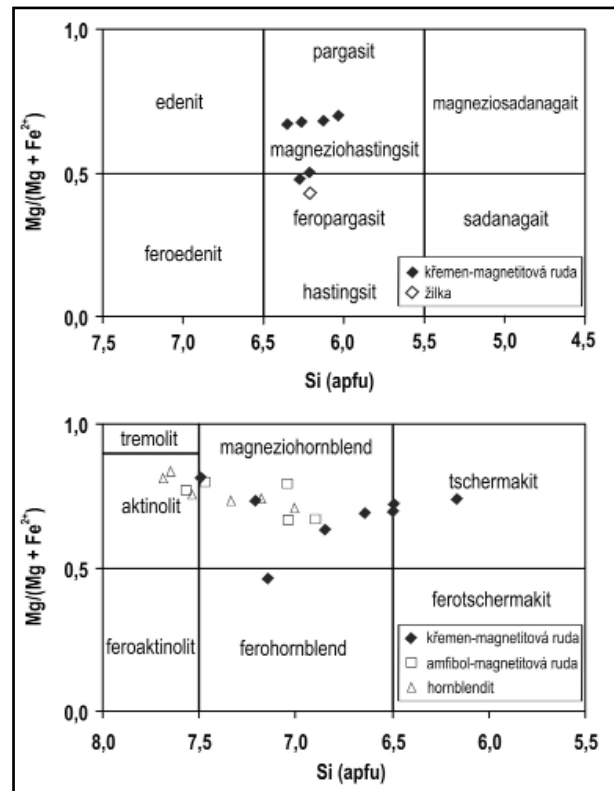 Mg/(Mg + Fe²⁺)
1,0
0,5
0,0
pargasit
edenit
magneziosadanagait
magneziohastingsit
feropargasit
feroedenit
sadanagait
hastingsit
křemen-magnetitová ruda
žilka
7,5 7,0 6,5 6,0 5,5 5,0 4,5
Si (apfu)
Mg/(Mg + Fe²⁺)
1,0
0,5
0,0
tremolit
magneziohornblend
aktinolit
tschermakit
ferotschermakit
feroaktinolit
ferohornblend
křemen-magnetitová ruda
amfibol-magnetitová ruda
hornblendit
8,0 7,5 7,0 6,5 6,0 5,5
Si (apfu)